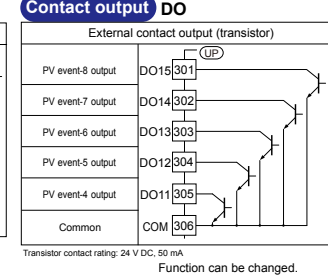 Contact output DO
External contact output (transistor)
UP
PV event-8 output DO15 301
PV event-7 output DO14 302
PV event-6 output DO13 303
PV event-5 output DO12 304
PV event-4 output DO11 305
Common COM 306
Transistor contact rating: 24 V DC, 50 mA
Function can be changed.